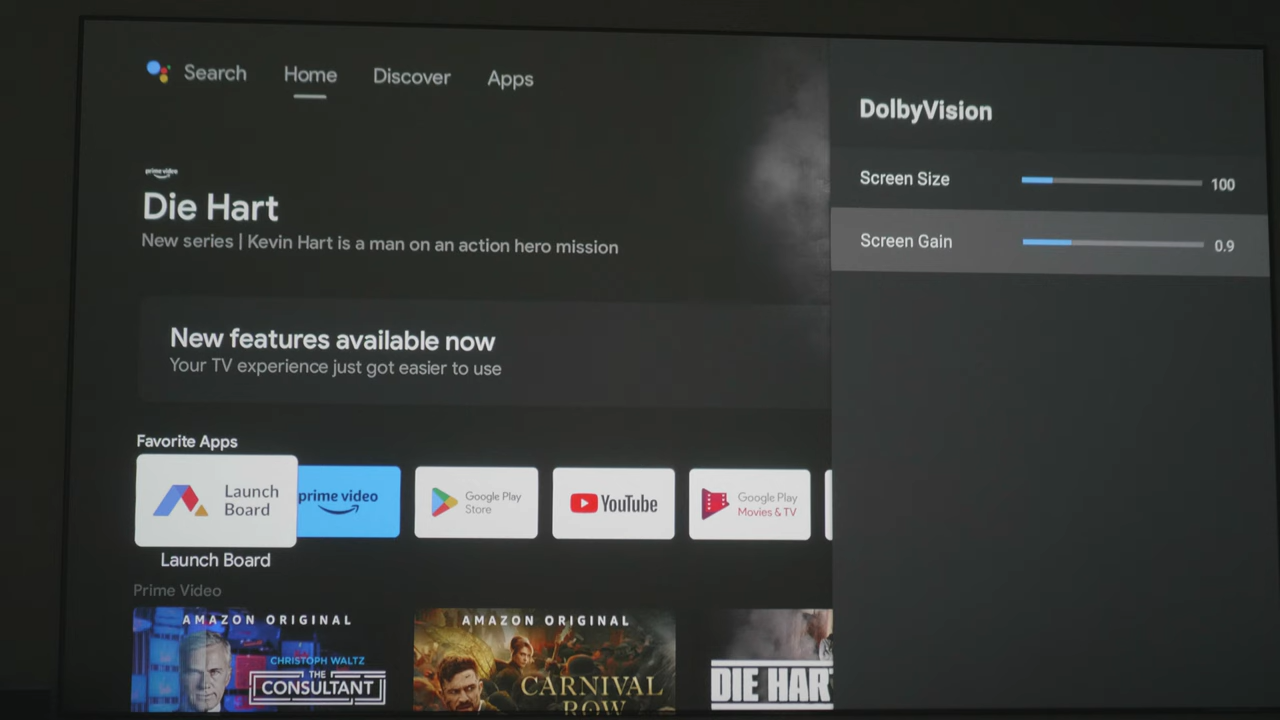 Search
Home
Discover
Apps
prime video
Die Hart
New series | Kevin Hart is a man on an action hero mission
New features available now
Your TV experience just got easier to use
Favorite Apps
Launch
Board
prime video
Google Play
Store
YouTube
Google Play
Movies & TV
Launch Board
Prime Video
AMAZON ORIGINAL
CHRISTOPH WALTZ
THE
CONSULTANT
AMAZON ORIGINAL
CARNIVAL
ROW
DIE HAR
DolbyVision
Screen Size
100
Screen Gain
0.9